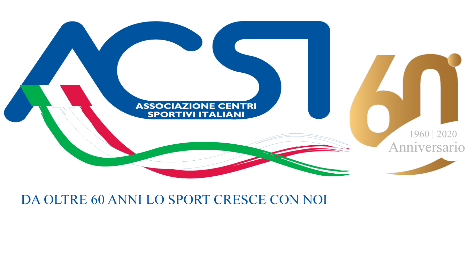 ACSI
ASSOCIAZIONE CENTRI
SPORTIVI ITALIANI
60°
1960 | 2020
Anniversario
DA OLTRE 60 ANNI LO SPORT CRESCE CON NOI